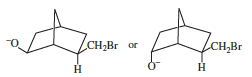 ⁻O CH2Br or CH2Br
H O⁻ H